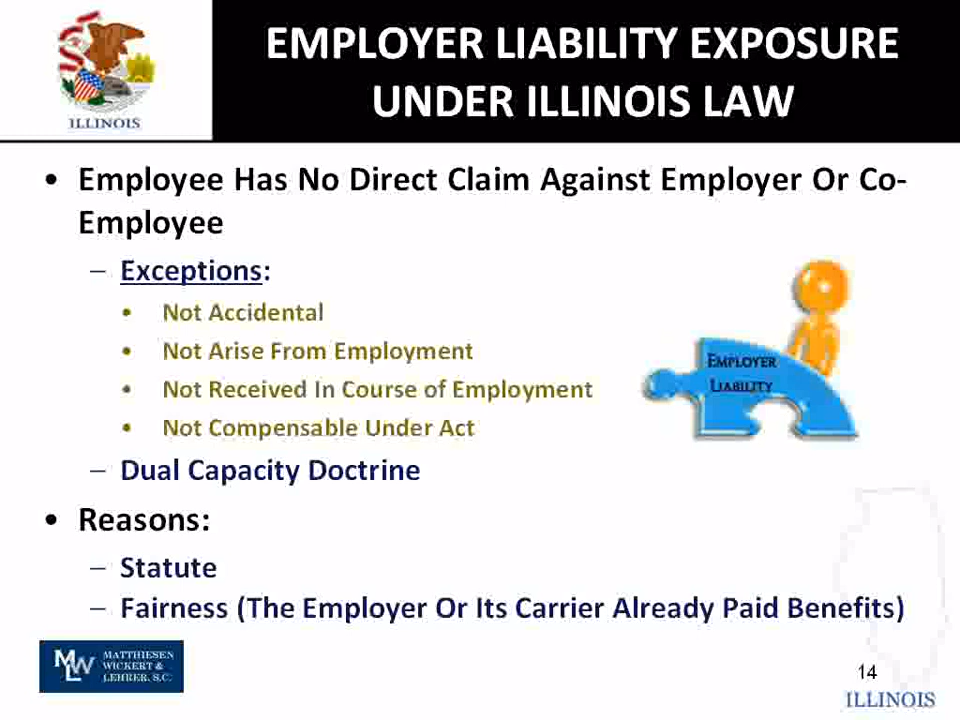 ILLINOIS
EMPLOYER LIABILITY EXPOSURE
UNDER ILLINOIS LAW
• Employee Has No Direct Claim Against Employer Or Co-
Employee
– Exceptions:
• Not Accidental
• Not Arise From Employment
• Not Received In Course of Employment
• Not Compensable Under Act
– Dual Capacity Doctrine
EMPLOYER
LIABILITY
• Reasons:
– Statute
– Fairness (The Employer Or Its Carrier Already Paid Benefits)
MWL
MATTHIESEN
WICKERT &
LEHRER, S.C.
14
ILLINOIS